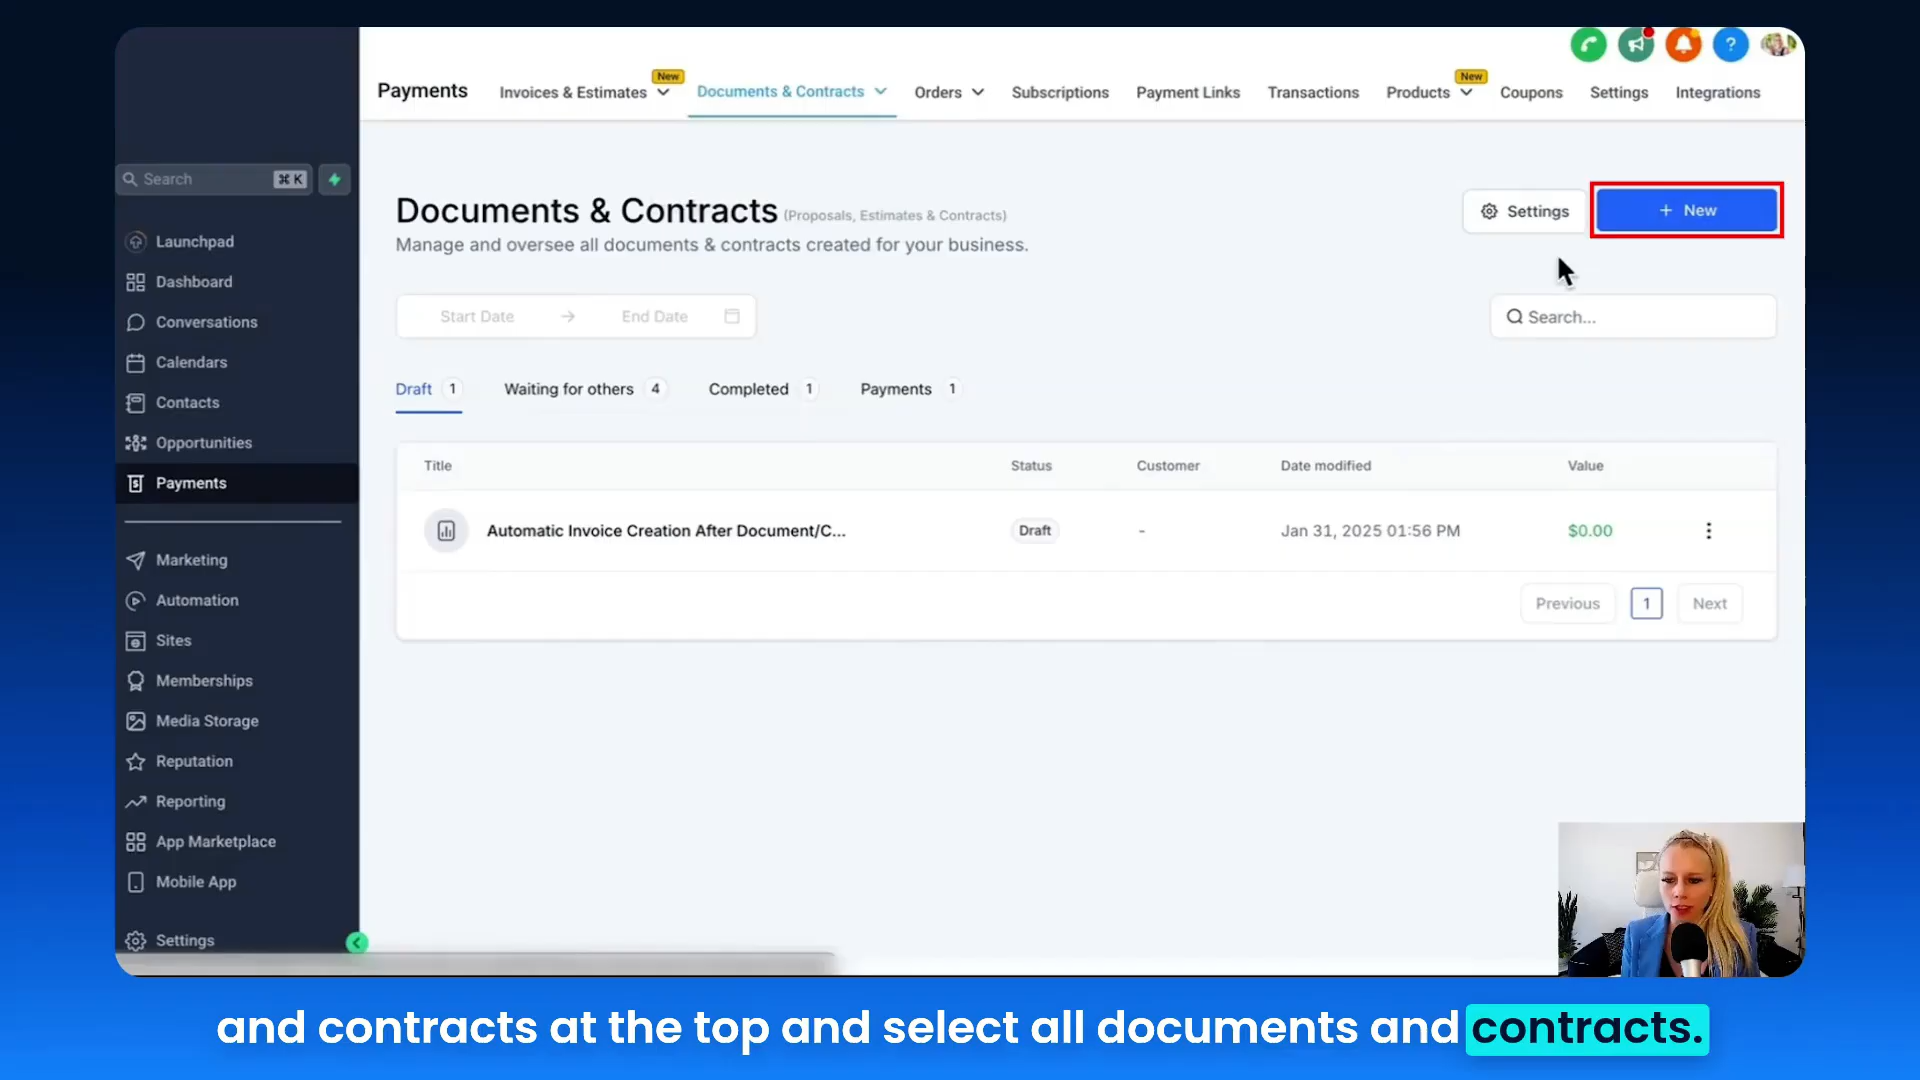 Payments
Invoices & Estimates
New
Documents & Contracts
Orders
Subscriptions
Payment Links
Transactions
Products
New
Coupons
Settings
Integrations
?
Search
⌘ K
Launchpad
Dashboard
Conversations
Calendars
Contacts
Opportunities
Payments
Marketing
Automation
Sites
Memberships
Media Storage
Reputation
Reporting
App Marketplace
Mobile App
Settings
Documents & Contracts (Proposals, Estimates & Contracts)
Manage and oversee all documents & contracts created for your business.
Settings
+ New
Start Date → End Date
Search...
Draft 1 Waiting for others 4 Completed 1 Payments 1
Title Status Customer Date modified Value
Automatic Invoice Creation After Document/C... Draft - Jan 31, 2025 01:56 PM $0.00
Previous 1 Next
and contracts at the top and select all documents and contracts.